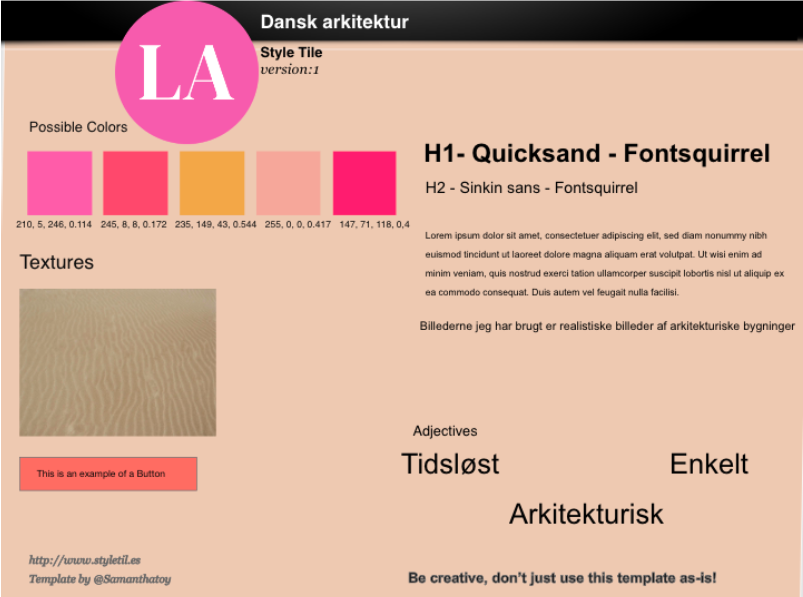 Dansk arkitektur
LA
Style Tile
version:1
Possible Colors
210, 5, 246, 0.114 245, 8, 8, 0.172 235, 149, 43, 0.544 255, 0, 0, 0.417 147, 71, 118, 0,4
Textures
This is an example of a Button
http://www.styletil.es
Template by @Samanthatoy
H1- Quicksand - Fontsquirrel
H2 - Sinkin sans - Fontsquirrel
Lorem ipsum dolor sit amet, consectetuer adipiscing elit, sed diam nonummy nibh
euismod tincidunt ut laoreet dolore magna aliquam erat volutpat. Ut wisi enim ad
minim veniam, quis nostrud exerci tation ullamcorper suscipit lobortis nisl ut aliquip ex
ea commodo consequat. Duis autem vel feugait nulla facilisi.
Billederne jeg har brugt er realistiske billeder af arkitekturiske bygninger
Adjectives
Tidsløst Enkelt
Arkitekturisk
Be creative, don't just use this template as-is!